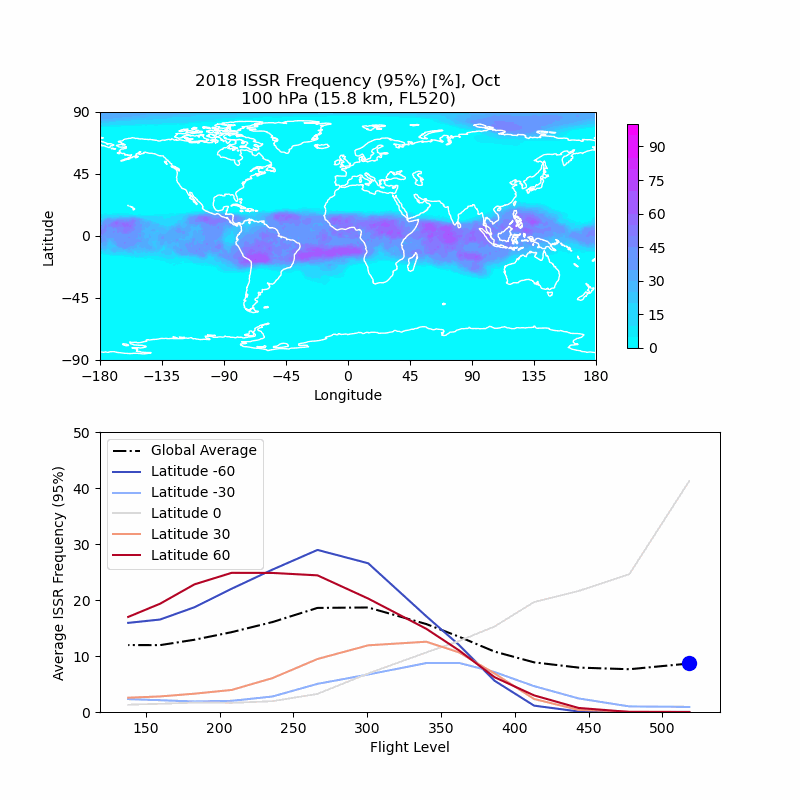 2018 ISSR Frequency (95%) [%], Oct
100 hPa (15.8 km, FL520)
90
45
0
−45
−90
Latitude
−180 −135 −90 −45 0 45 90 135 180
Longitude
90
75
60
45
30
15
0
50
40
30
20
10
0
Average ISSR Frequency (95%)
Global Average
Latitude -60
Latitude -30
Latitude 0
Latitude 30
Latitude 60
150 200 250 300 350 400 450 500
Flight Level